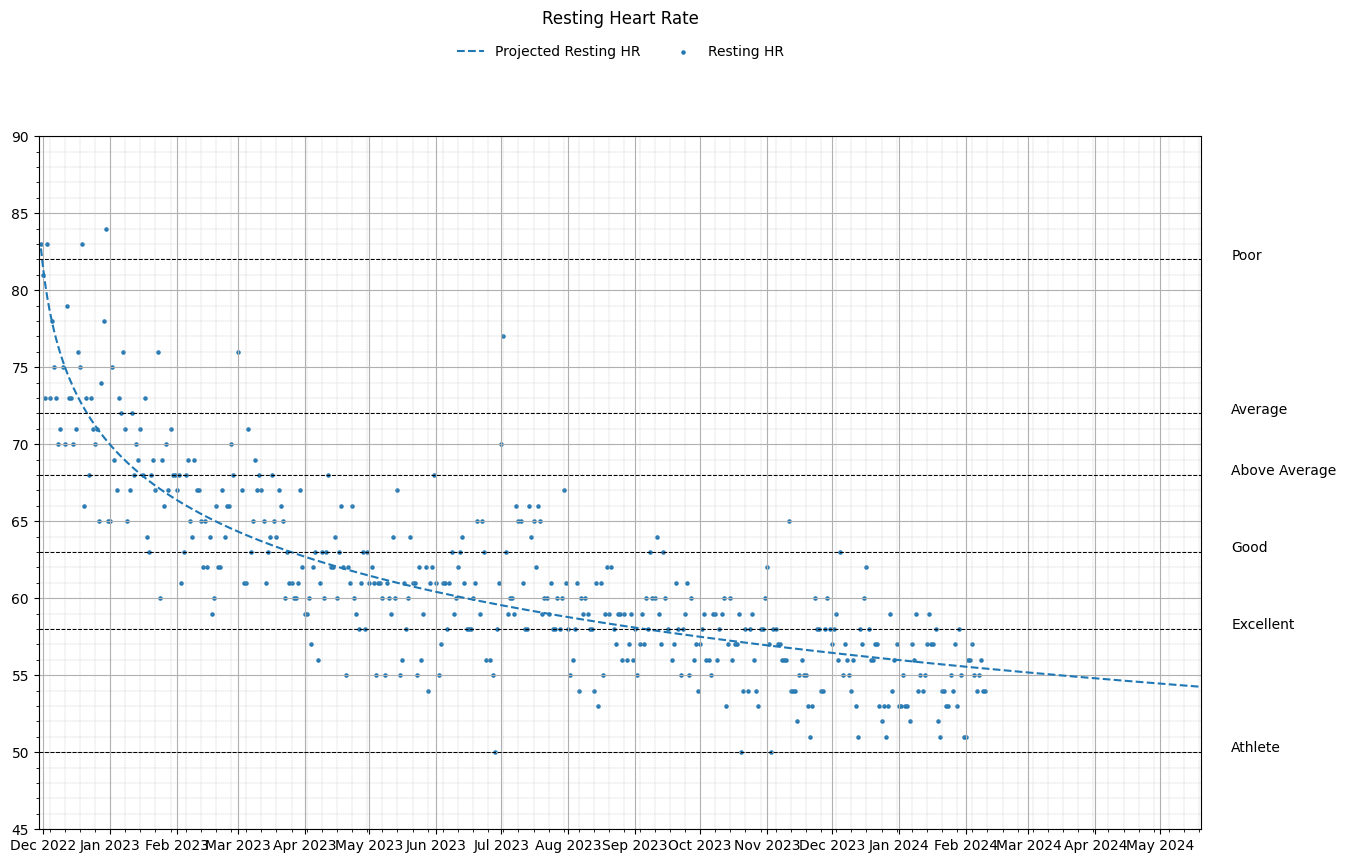 Resting Heart Rate
Projected Resting HR Resting HR
90
85
80
75
70
65
60
55
50
45
Poor
Average
Above Average
Good
Excellent
Athlete
Dec 2022 Jan 2023 Feb 2023 Mar 2023 Apr 2023 May 2023 Jun 2023 Jul 2023 Aug 2023 Sep 2023 Oct 2023 Nov 2023 Dec 2023 Jan 2024 Feb 2024 Mar 2024 Apr 2024 May 2024